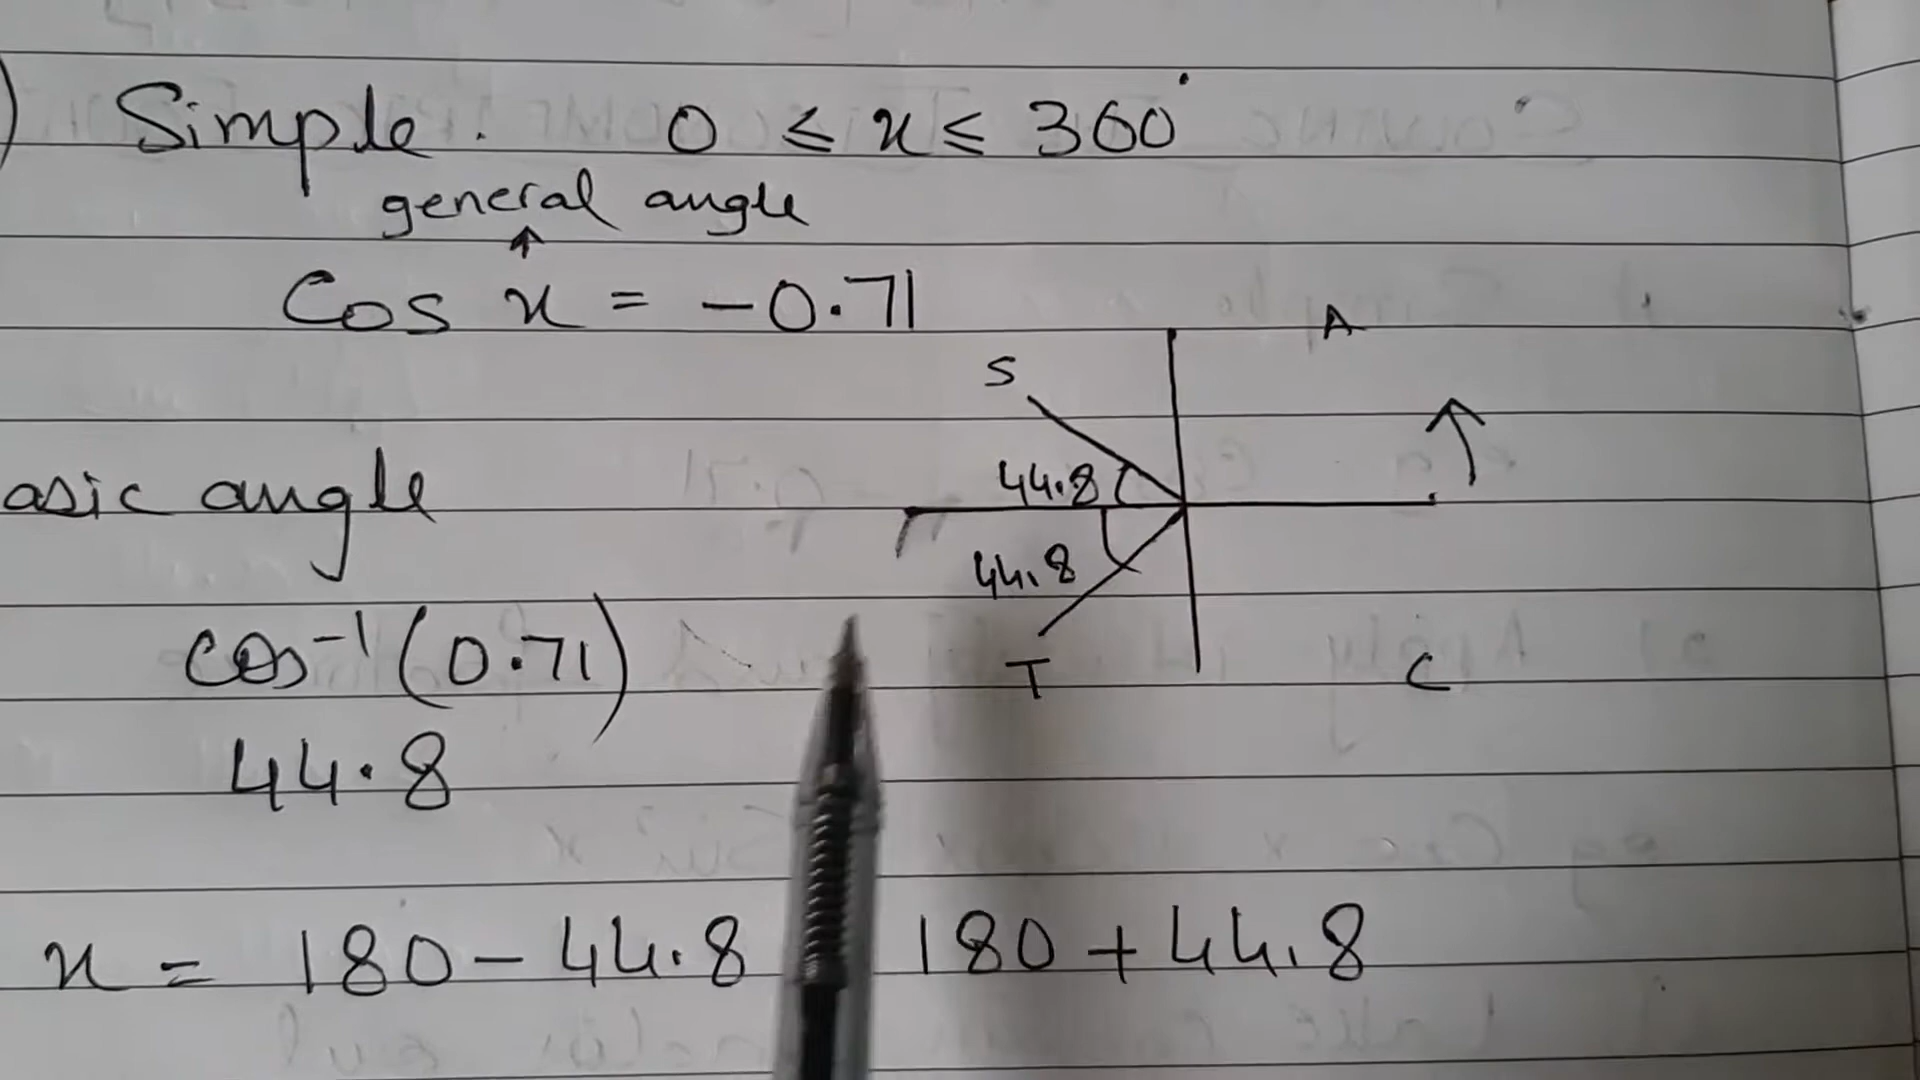 ) Simple. 0 ≤ x ≤ 360°
general angle
↑
Cos x = -0.71
A
S
44.8
asic angle
44.8
cos⁻¹(0.71)
T
C
44.8
x = 180 - 44.8 180 + 44.8